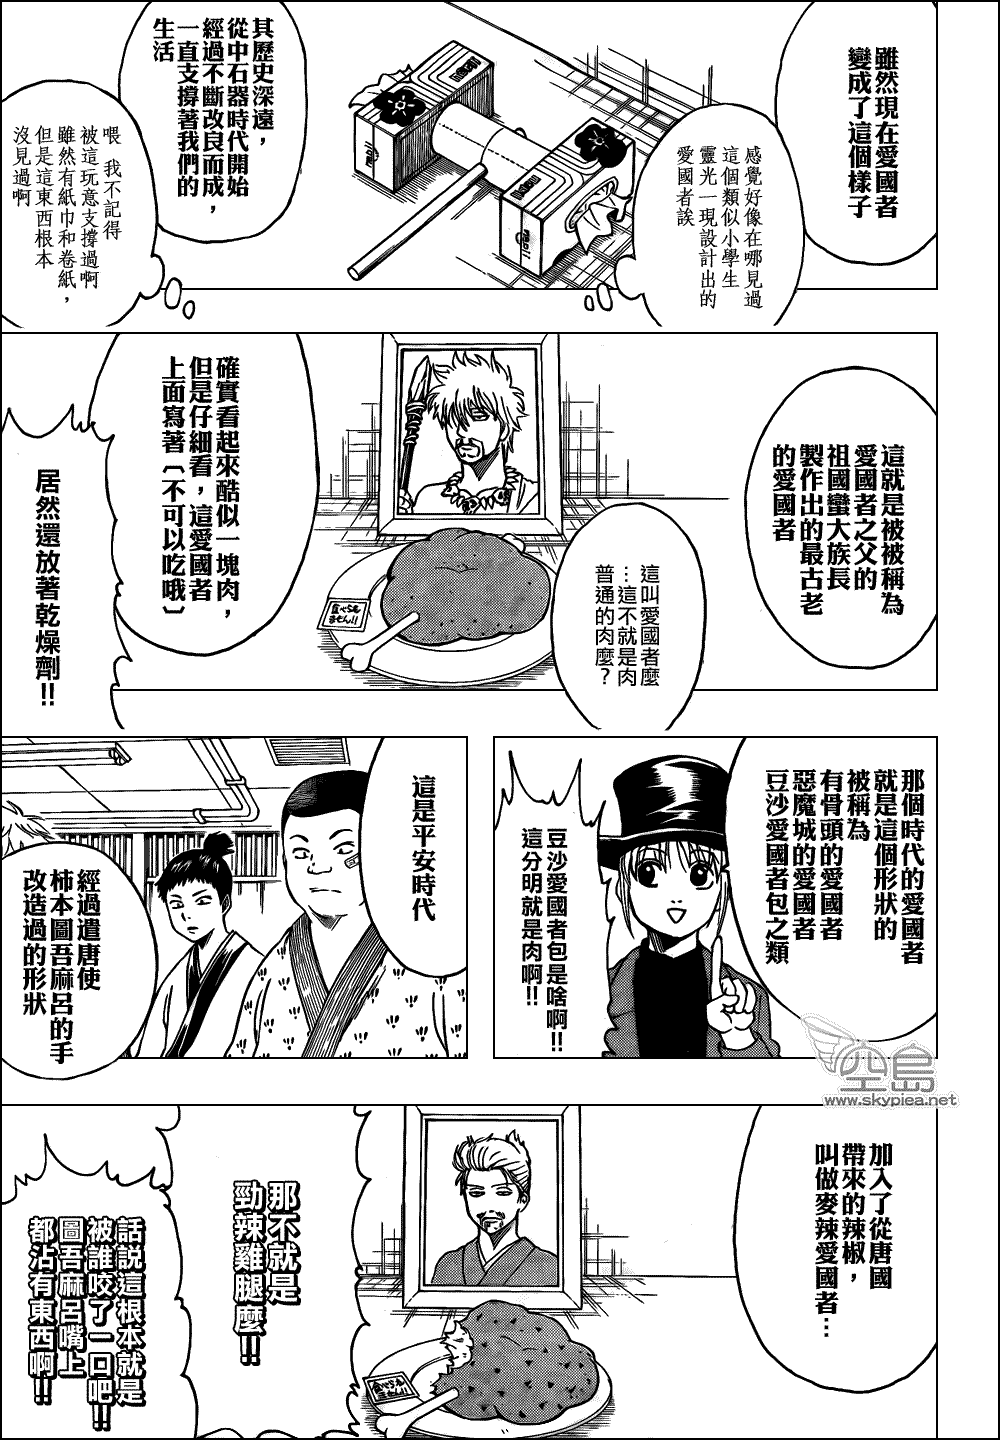 雖然現在愛國者
變成了這個樣子
感覺好像在哪見過
這個類似小學生
靈光一現設計出的
愛國者誒
其歷史深遠，
從中石器時代開始
經過不斷改良而成，
一直支撐著我們的
生活
喂 我不記得
被這玩意支撐過啊
雖然有紙巾和卷紙，
但是這東西根本
沒見過啊
這就是被被稱為
愛國者之父的
祖國蠻大族長
製作出的最古老
的愛國者
這叫愛國者麼
…這不就是肉
普通的肉麼？
確實看起來酷似一塊肉，
但是仔細看，這愛國者
上面寫著〔不可以吃哦〕
居然還放著乾燥劑!!
食べられ
ません!!
那個時代的愛國者
就是這個形狀的
被稱為
有骨頭的愛國者
惡魔城的愛國者
豆沙愛國者包之類
豆沙愛國者包是啥啊!!
這分明就是肉啊!!
這是平安時代
經過遣唐使
柿本圖吾麻呂的手
改造過的形狀
空島
www.skypiea.net
加入了從唐國
帶來的辣椒，
叫做麥辣愛國者…
那不就是
勁辣雞腿麼!!
話說這根本就是
被誰咬了一口吧!!
圖吾麻呂嘴上
都沾有東西啊!!
食べられ
ません!!